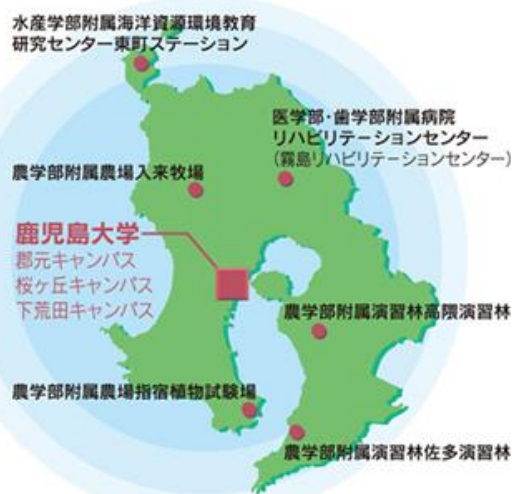 水産学部附属海洋資源環境教育
研究センター東町ステーション
医学部・歯学部附属病院
リハビリテーションセンター
(霧島リハビリテーションセンター)
農学部附属農場入来牧場
鹿児島大学
郡元キャンパス
桜ヶ丘キャンパス
下荒田キャンパス
農学部附属演習林高隈演習林
農学部附属農場指宿植物試験場
農学部附属演習林佐多演習林